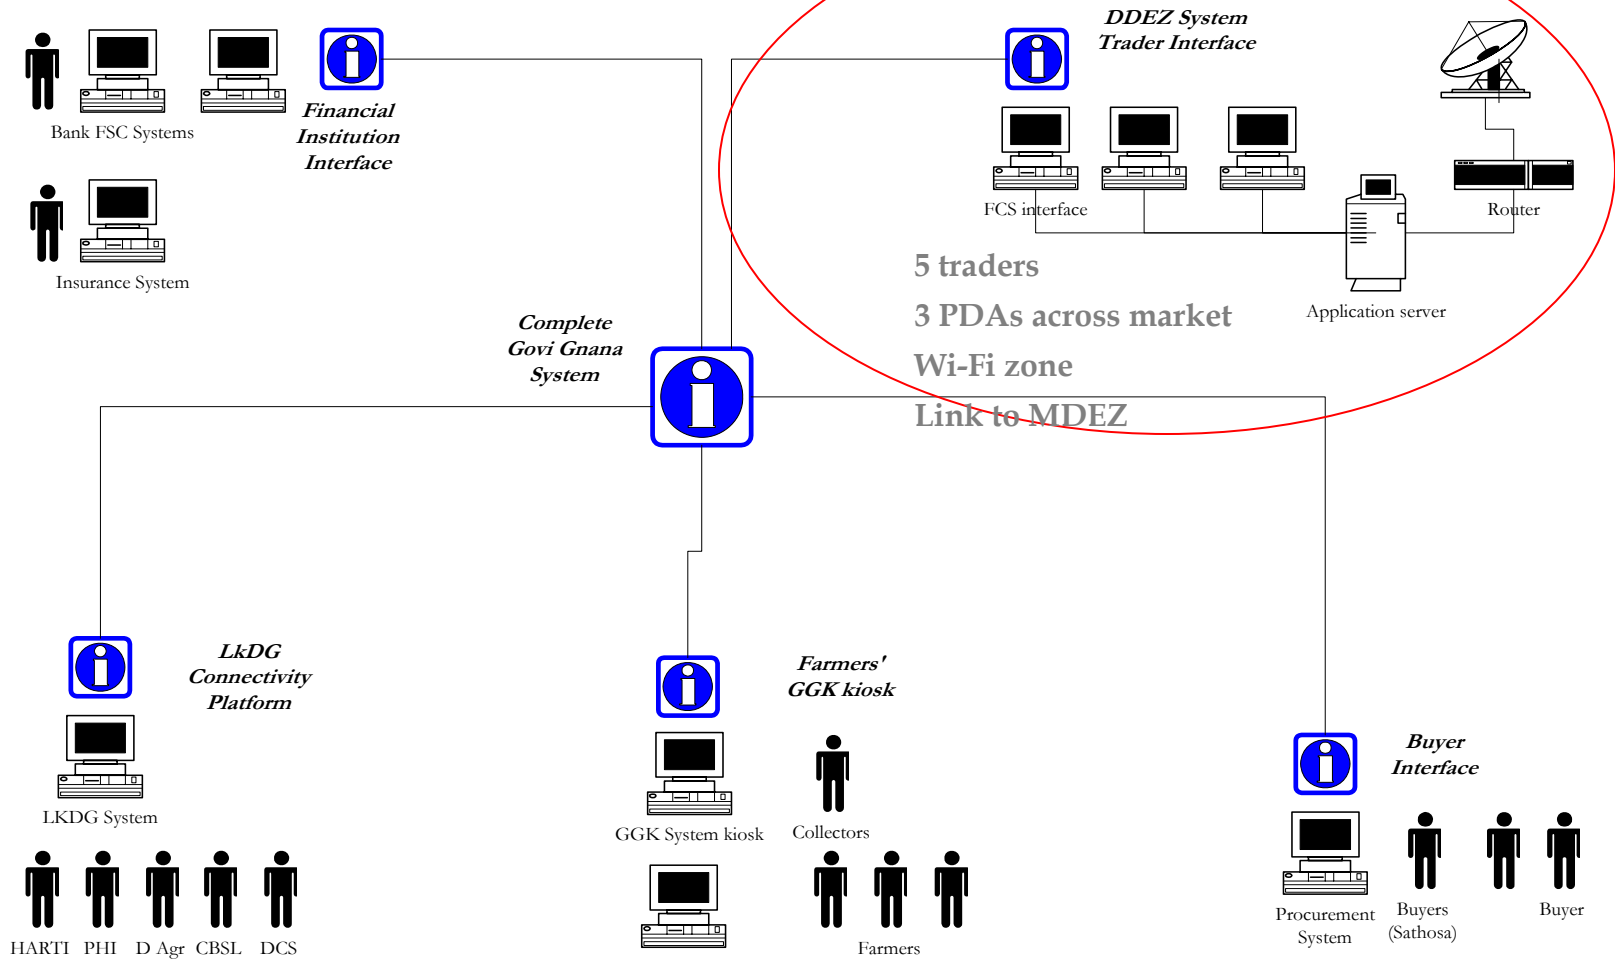 DDEZ System
Trader Interface
Bank FSC Systems
Financial
Institution
Interface
FCS interface
Router
Insurance System
5 traders
3 PDAs across market
Wi-Fi zone
Link to MDEZ
Application server
Complete
Govi Gnana
System
LkDG
Connectivity
Platform
LKDG System
HARTI PHI D Agr CBSL DCS
Farmers'
GGK kiosk
GGK System kiosk
Collectors
Farmers
Buyer
Interface
Procurement
System
Buyers
(Sathosa)
Buyer